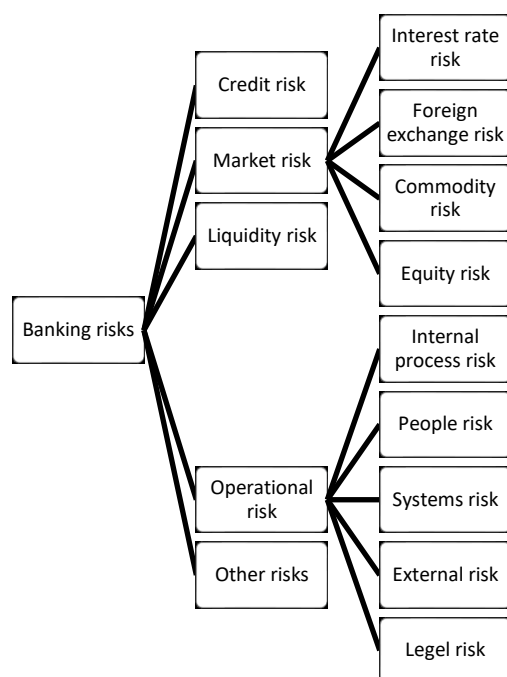 Banking risks
Credit risk
Market risk
Liquidity risk
Operational
risk
Other risks
Interest rate
risk
Foreign
exchange risk
Commodity
risk
Equity risk
Internal
process risk
People risk
Systems risk
External risk
Legel risk